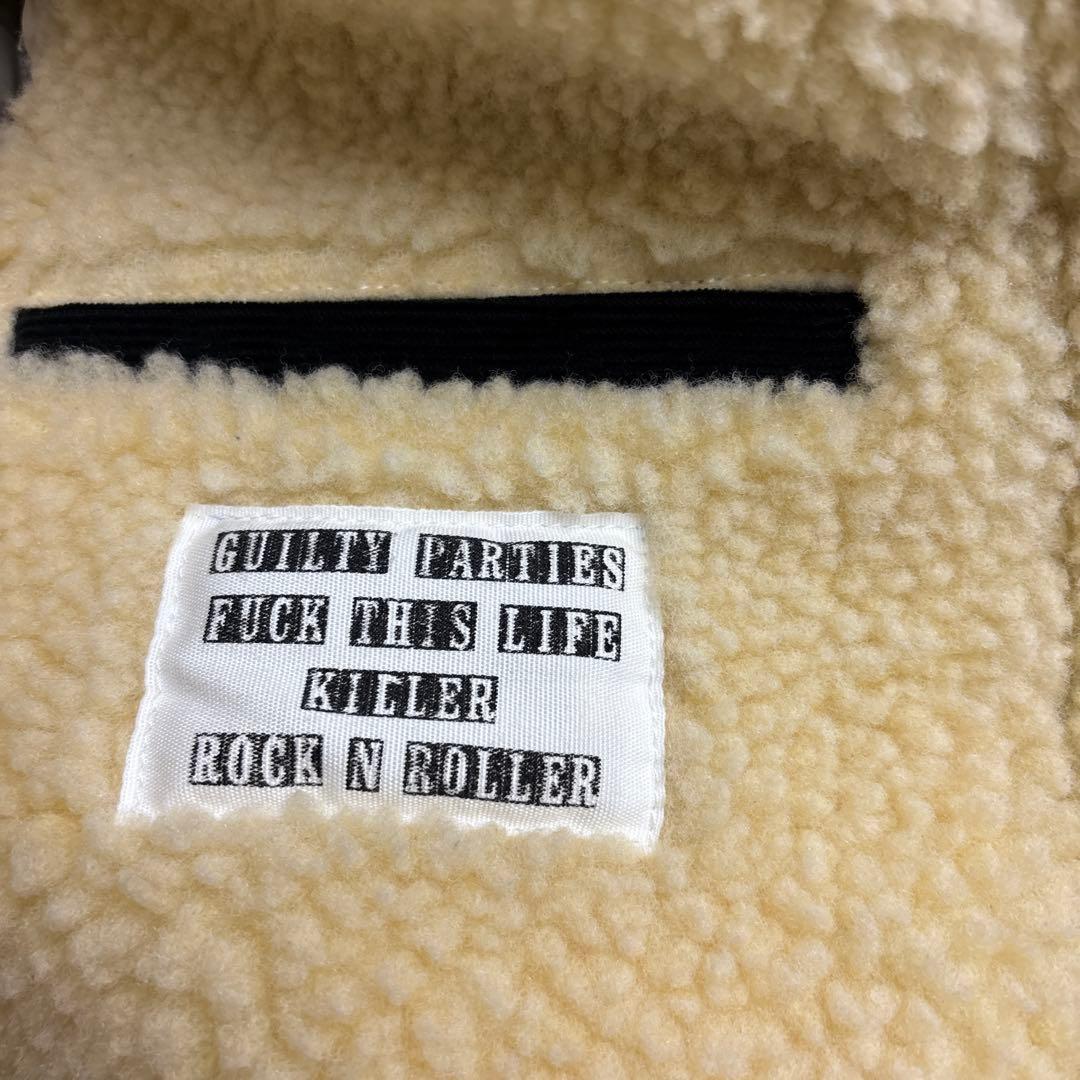 GUILTY PARTIES
FUCK THIS LIFE
KILLER
ROCK N ROLLER